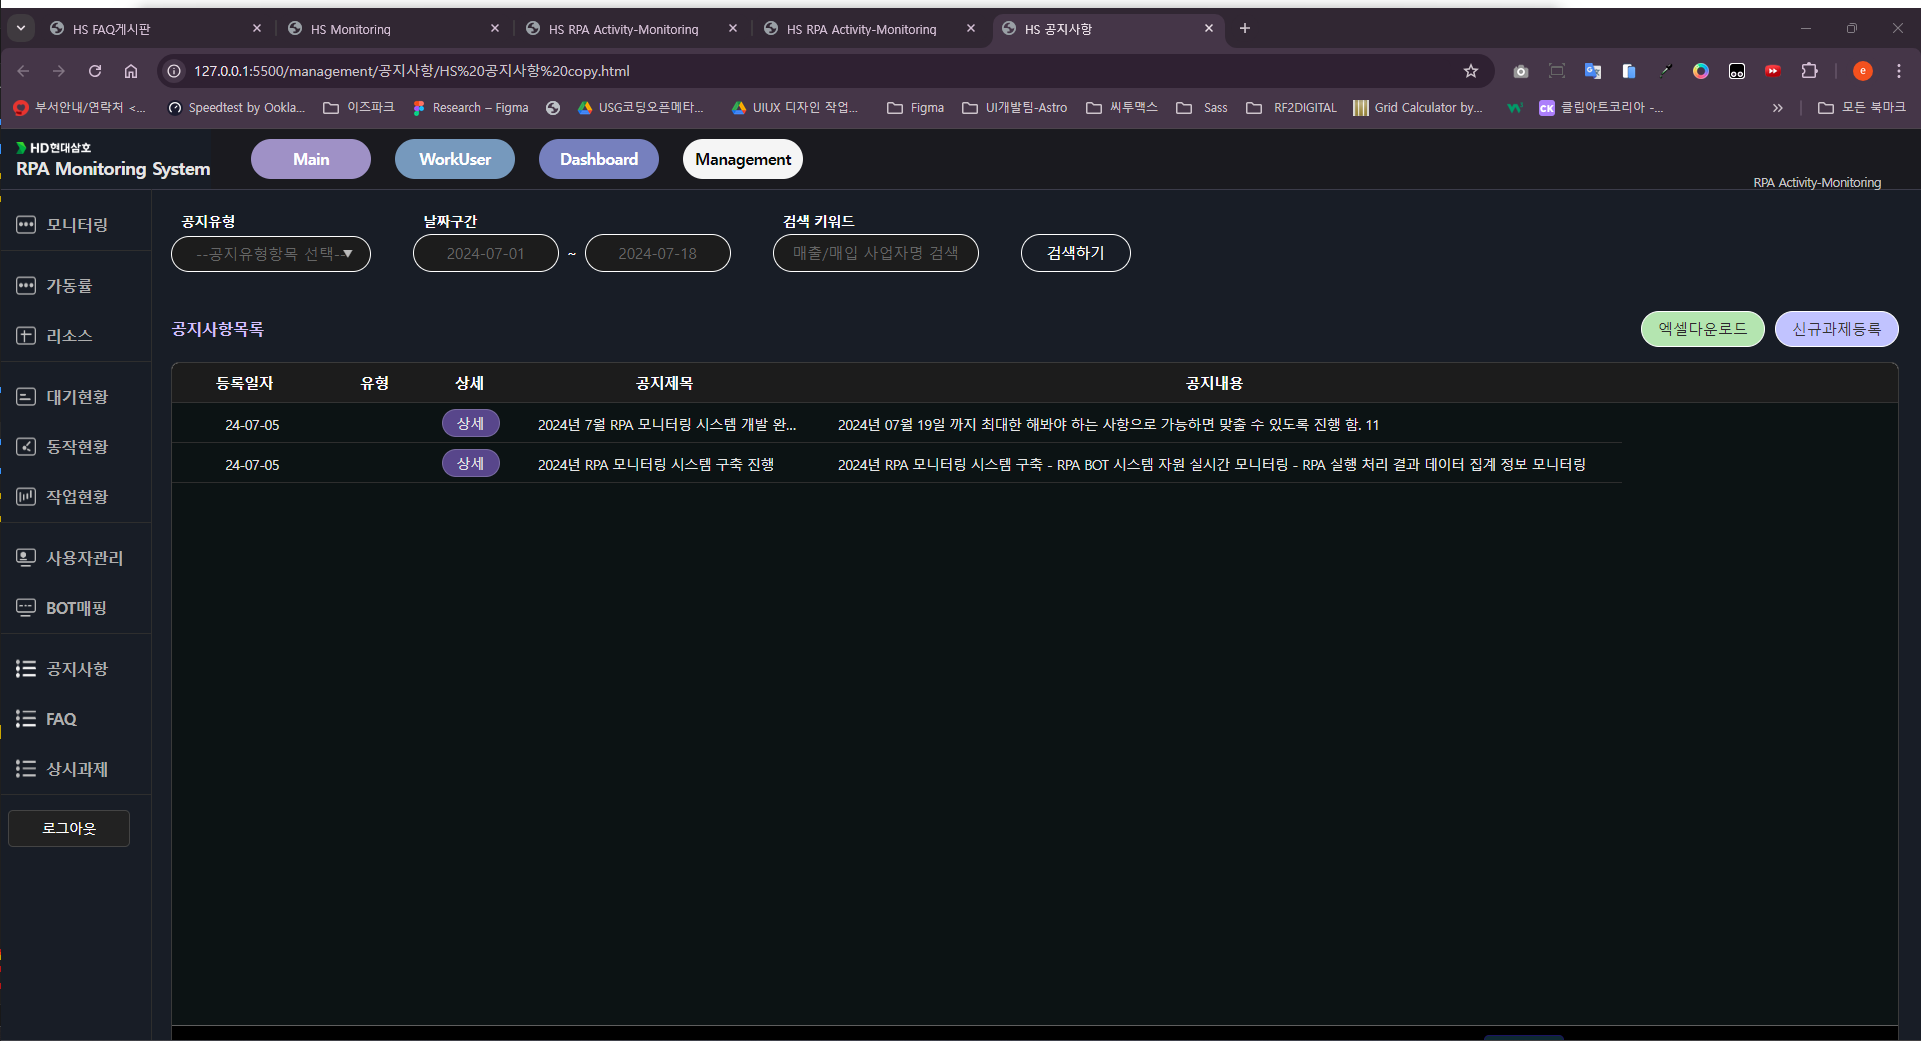 HS FAQ게시판
HS Monitoring
HS RPA Activity-Monitoring
HS RPA Activity-Monitoring
HS 공지사항
127.0.0.1:5500/management/공지사항/HS%20공지사항%20copy.html
e
부서안내/연락처 <...
Speedtest by Ookla...
이즈파크
Research – Figma
USG코딩오픈메타...
UIUX 디자인 작업...
Figma
UI개발팀-Astro
씨투맥스
Sass
RF2DIGITAL
Grid Calculator by...
CK 클립아트코리아 -...
모든 북마크
HD현대삼호
RPA Monitoring System
Main
WorkUser
Dashboard
Management
RPA Activity-Monitoring
모니터링
가동률
리소스
대기현황
동작현황
작업현황
사용자관리
BOT매핑
공지사항
FAQ
상시과제
로그아웃
공지유형
날짜구간
검색 키워드
--공지유형항목 선택--
2024-07-01 ~ 2024-07-18
매출/매입 사업자명 검색
검색하기
공지사항목록
엑셀다운로드
신규과제등록
등록일자 유형 상세 공지제목 공지내용
24-07-05 상세 2024년 7월 RPA 모니터링 시스템 개발 완... 2024년 07월 19일 까지 최대한 해봐야 하는 사항으로 가능하면 맞출 수 있도록 진행 함. 11
24-07-05 상세 2024년 RPA 모니터링 시스템 구축 진행 2024년 RPA 모니터링 시스템 구축 - RPA BOT 시스템 자원 실시간 모니터링 - RPA 실행 처리 결과 데이터 집계 정보 모니터링